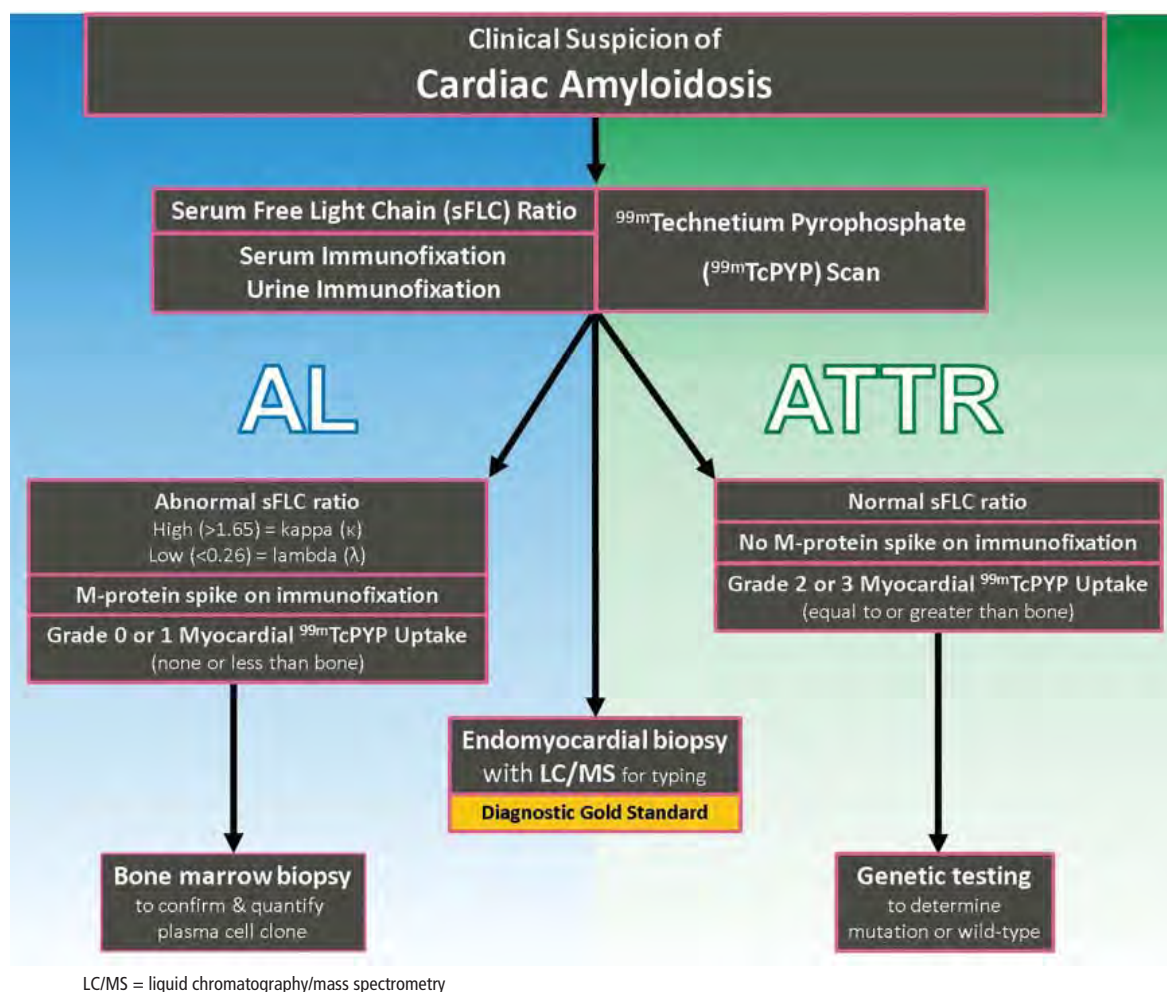 Clinical Suspicion of
Cardiac Amyloidosis
Serum Free Light Chain (sFLC) Ratio
Serum Immunofixation
Urine Immunofixation
99mTechnetium Pyrophosphate
(99mTcPYP) Scan
AL
ATTR
Abnormal sFLC ratio
High (>1.65) = kappa (κ)
Low (<0.26) = lambda (λ)
M-protein spike on immunofixation
Grade 0 or 1 Myocardial 99mTcPYP Uptake
(none or less than bone)
Normal sFLC ratio
No M-protein spike on immunofixation
Grade 2 or 3 Myocardial 99mTcPYP Uptake
(equal to or greater than bone)
Endomyocardial biopsy
with LC/MS for typing
Diagnostic Gold Standard
Bone marrow biopsy
to confirm & quantify
plasma cell clone
Genetic testing
to determine
mutation or wild-type
LC/MS = liquid chromatography/mass spectrometry